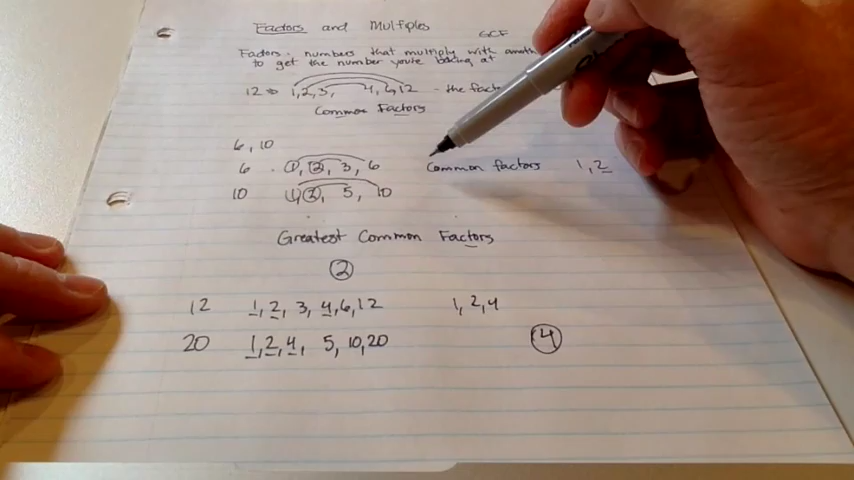 Factors and Multiples
GCF
Factors - numbers that multiply with
to get the number you're looking at
12 => 1, 2, 3, 4, 6, 12 - the
Common Factors
6, 10
6 - 1, 2, 3, 6 Common factors 1, 2
10 1, 2, 5, 10
Greatest Common Factors
2
12 1, 2, 3, 4, 6, 12 1, 2, 4
20 1, 2, 4, 5, 10, 20 4